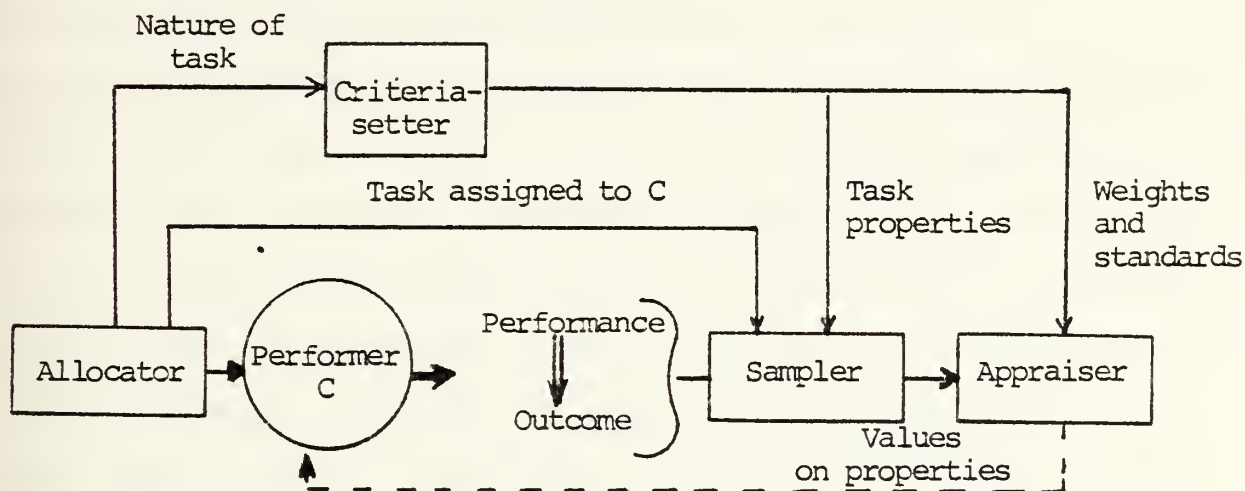 Nature of
task
Criteria-
setter
Task assigned to C
Task
properties
Weights
and
standards
Allocator
Performer
C
Performance
Outcome
Sampler
Appraiser
Values
on properties